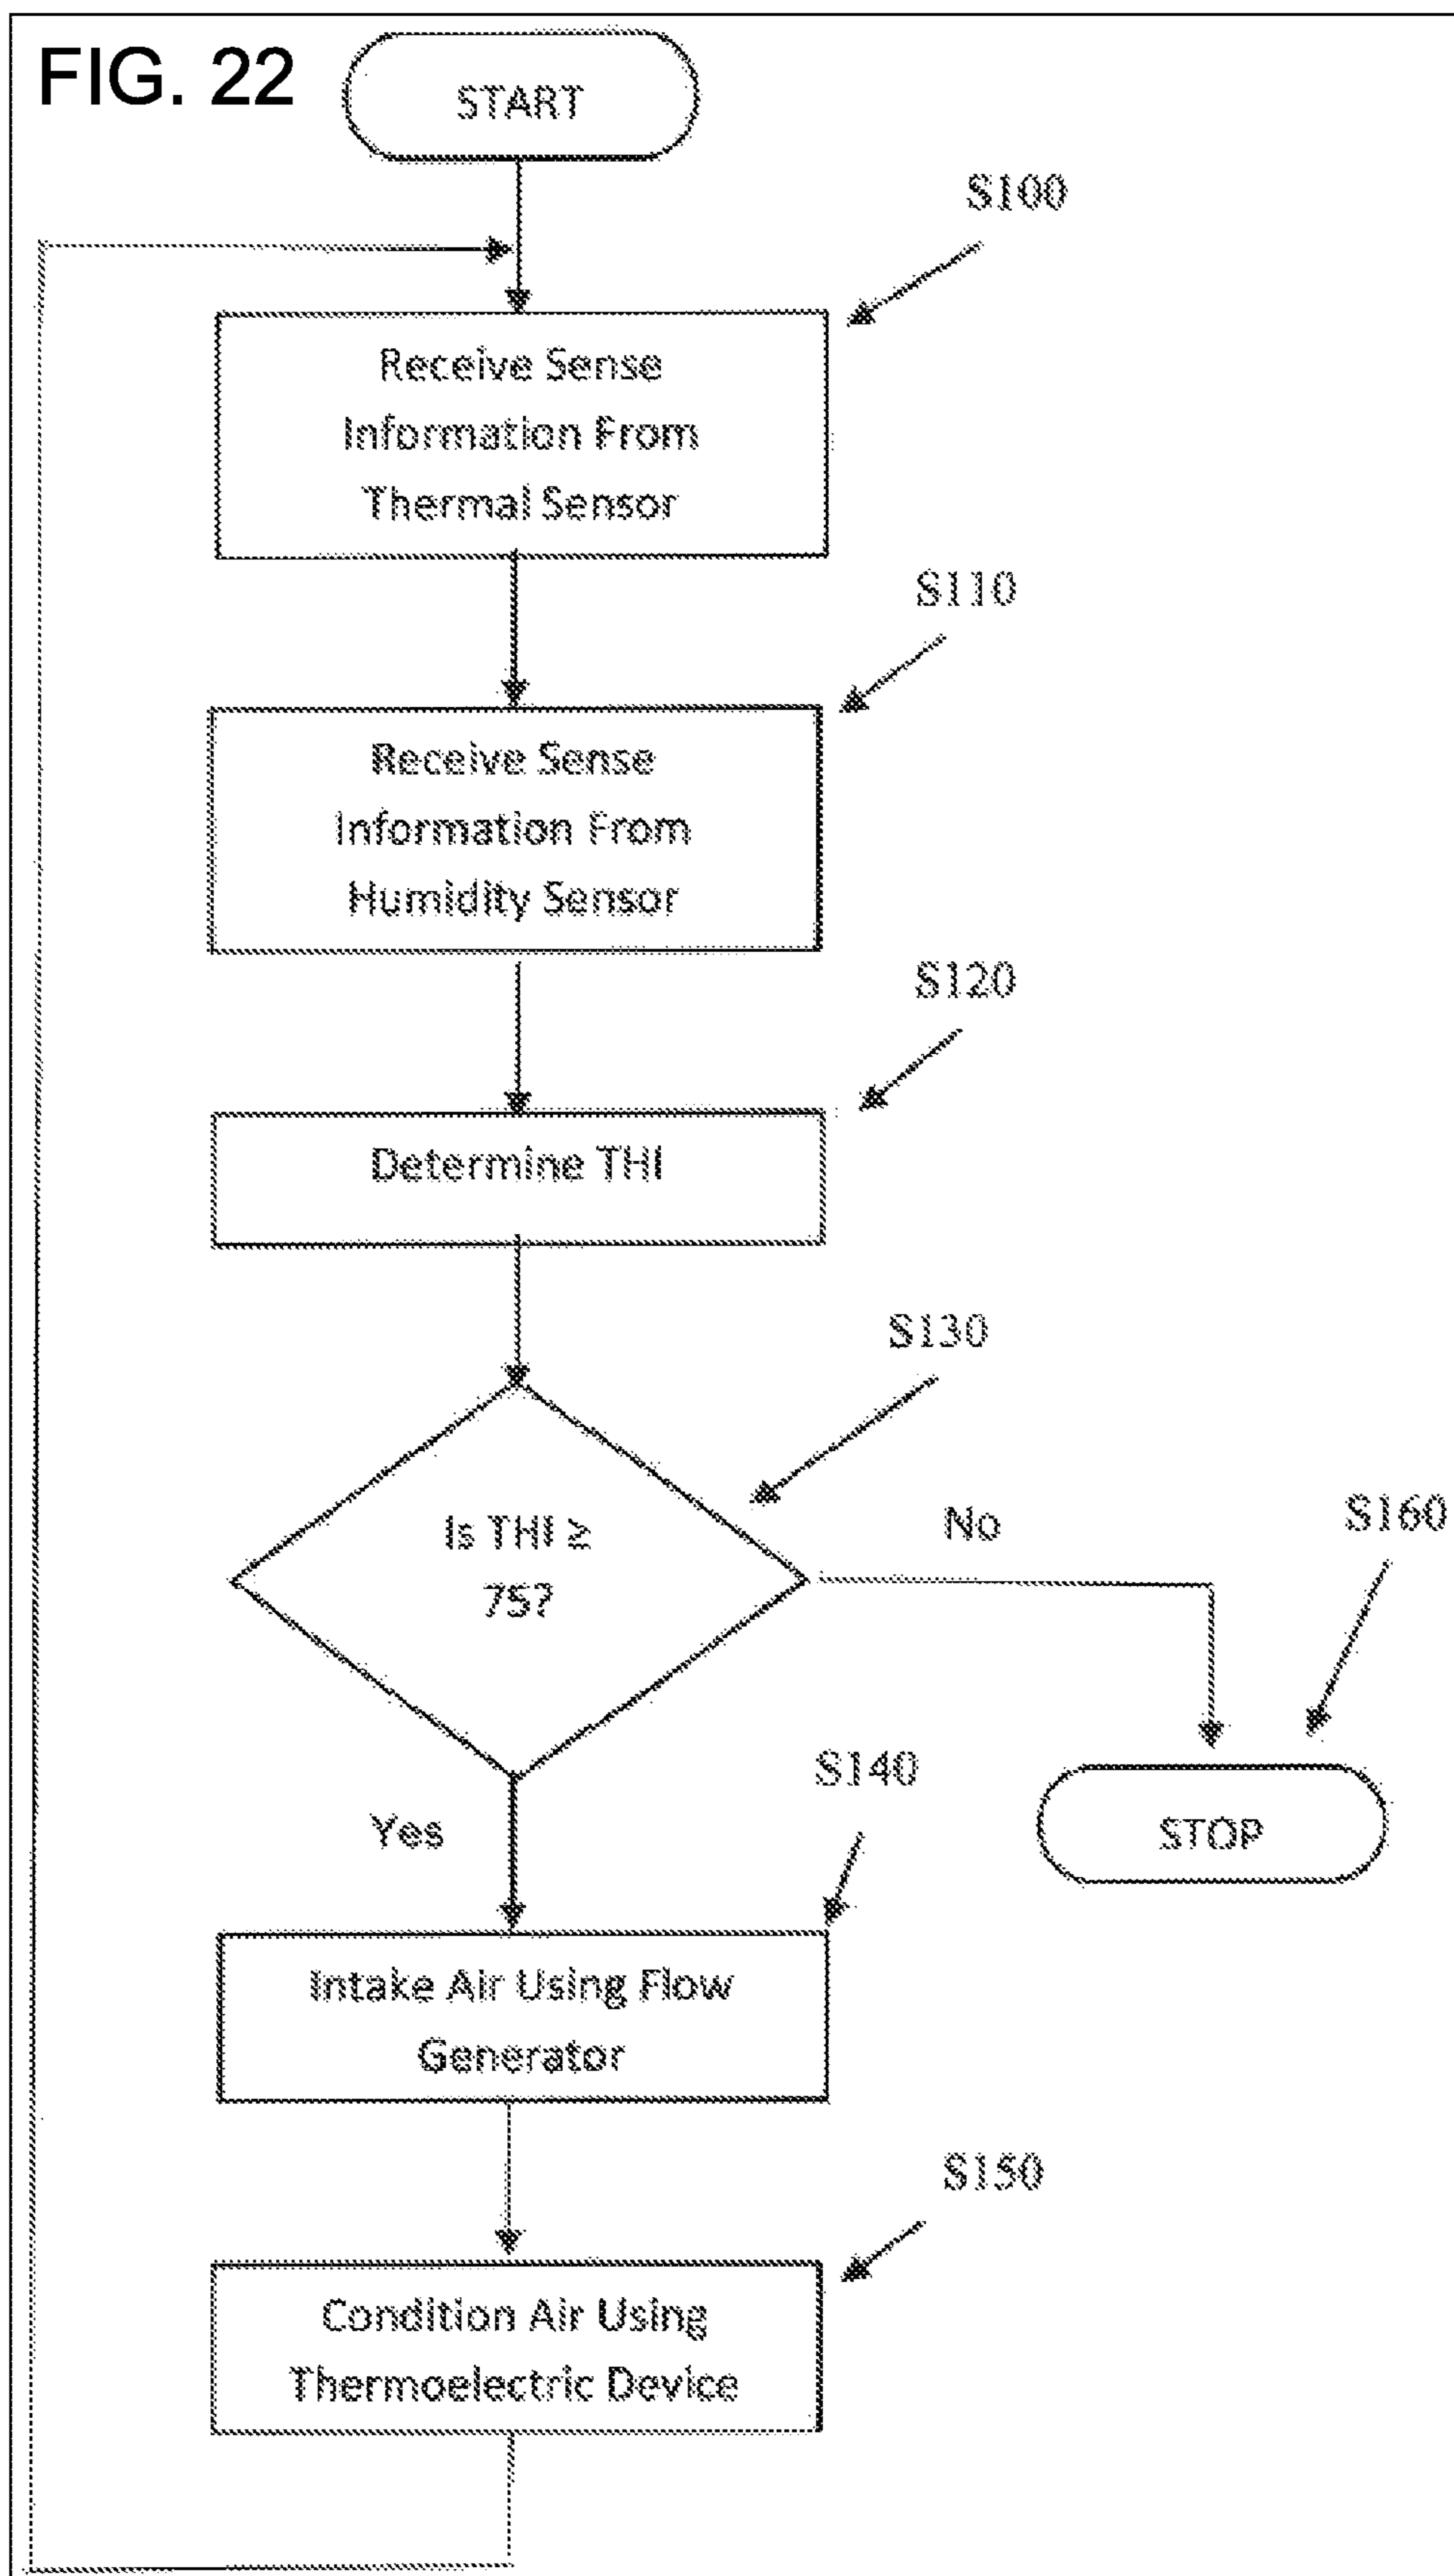 FIG. 22
START
S100
Receive Sense
Information From
Thermal Sensor
S110
Receive Sense
Information From
Humidity Sensor
S120
Determine THI
S130
Is THI ≥
75?
No
S160
Yes
S140
STOP
Intake Air Using Flow
Generator
S150
Condition Air Using
Thermoelectric Device